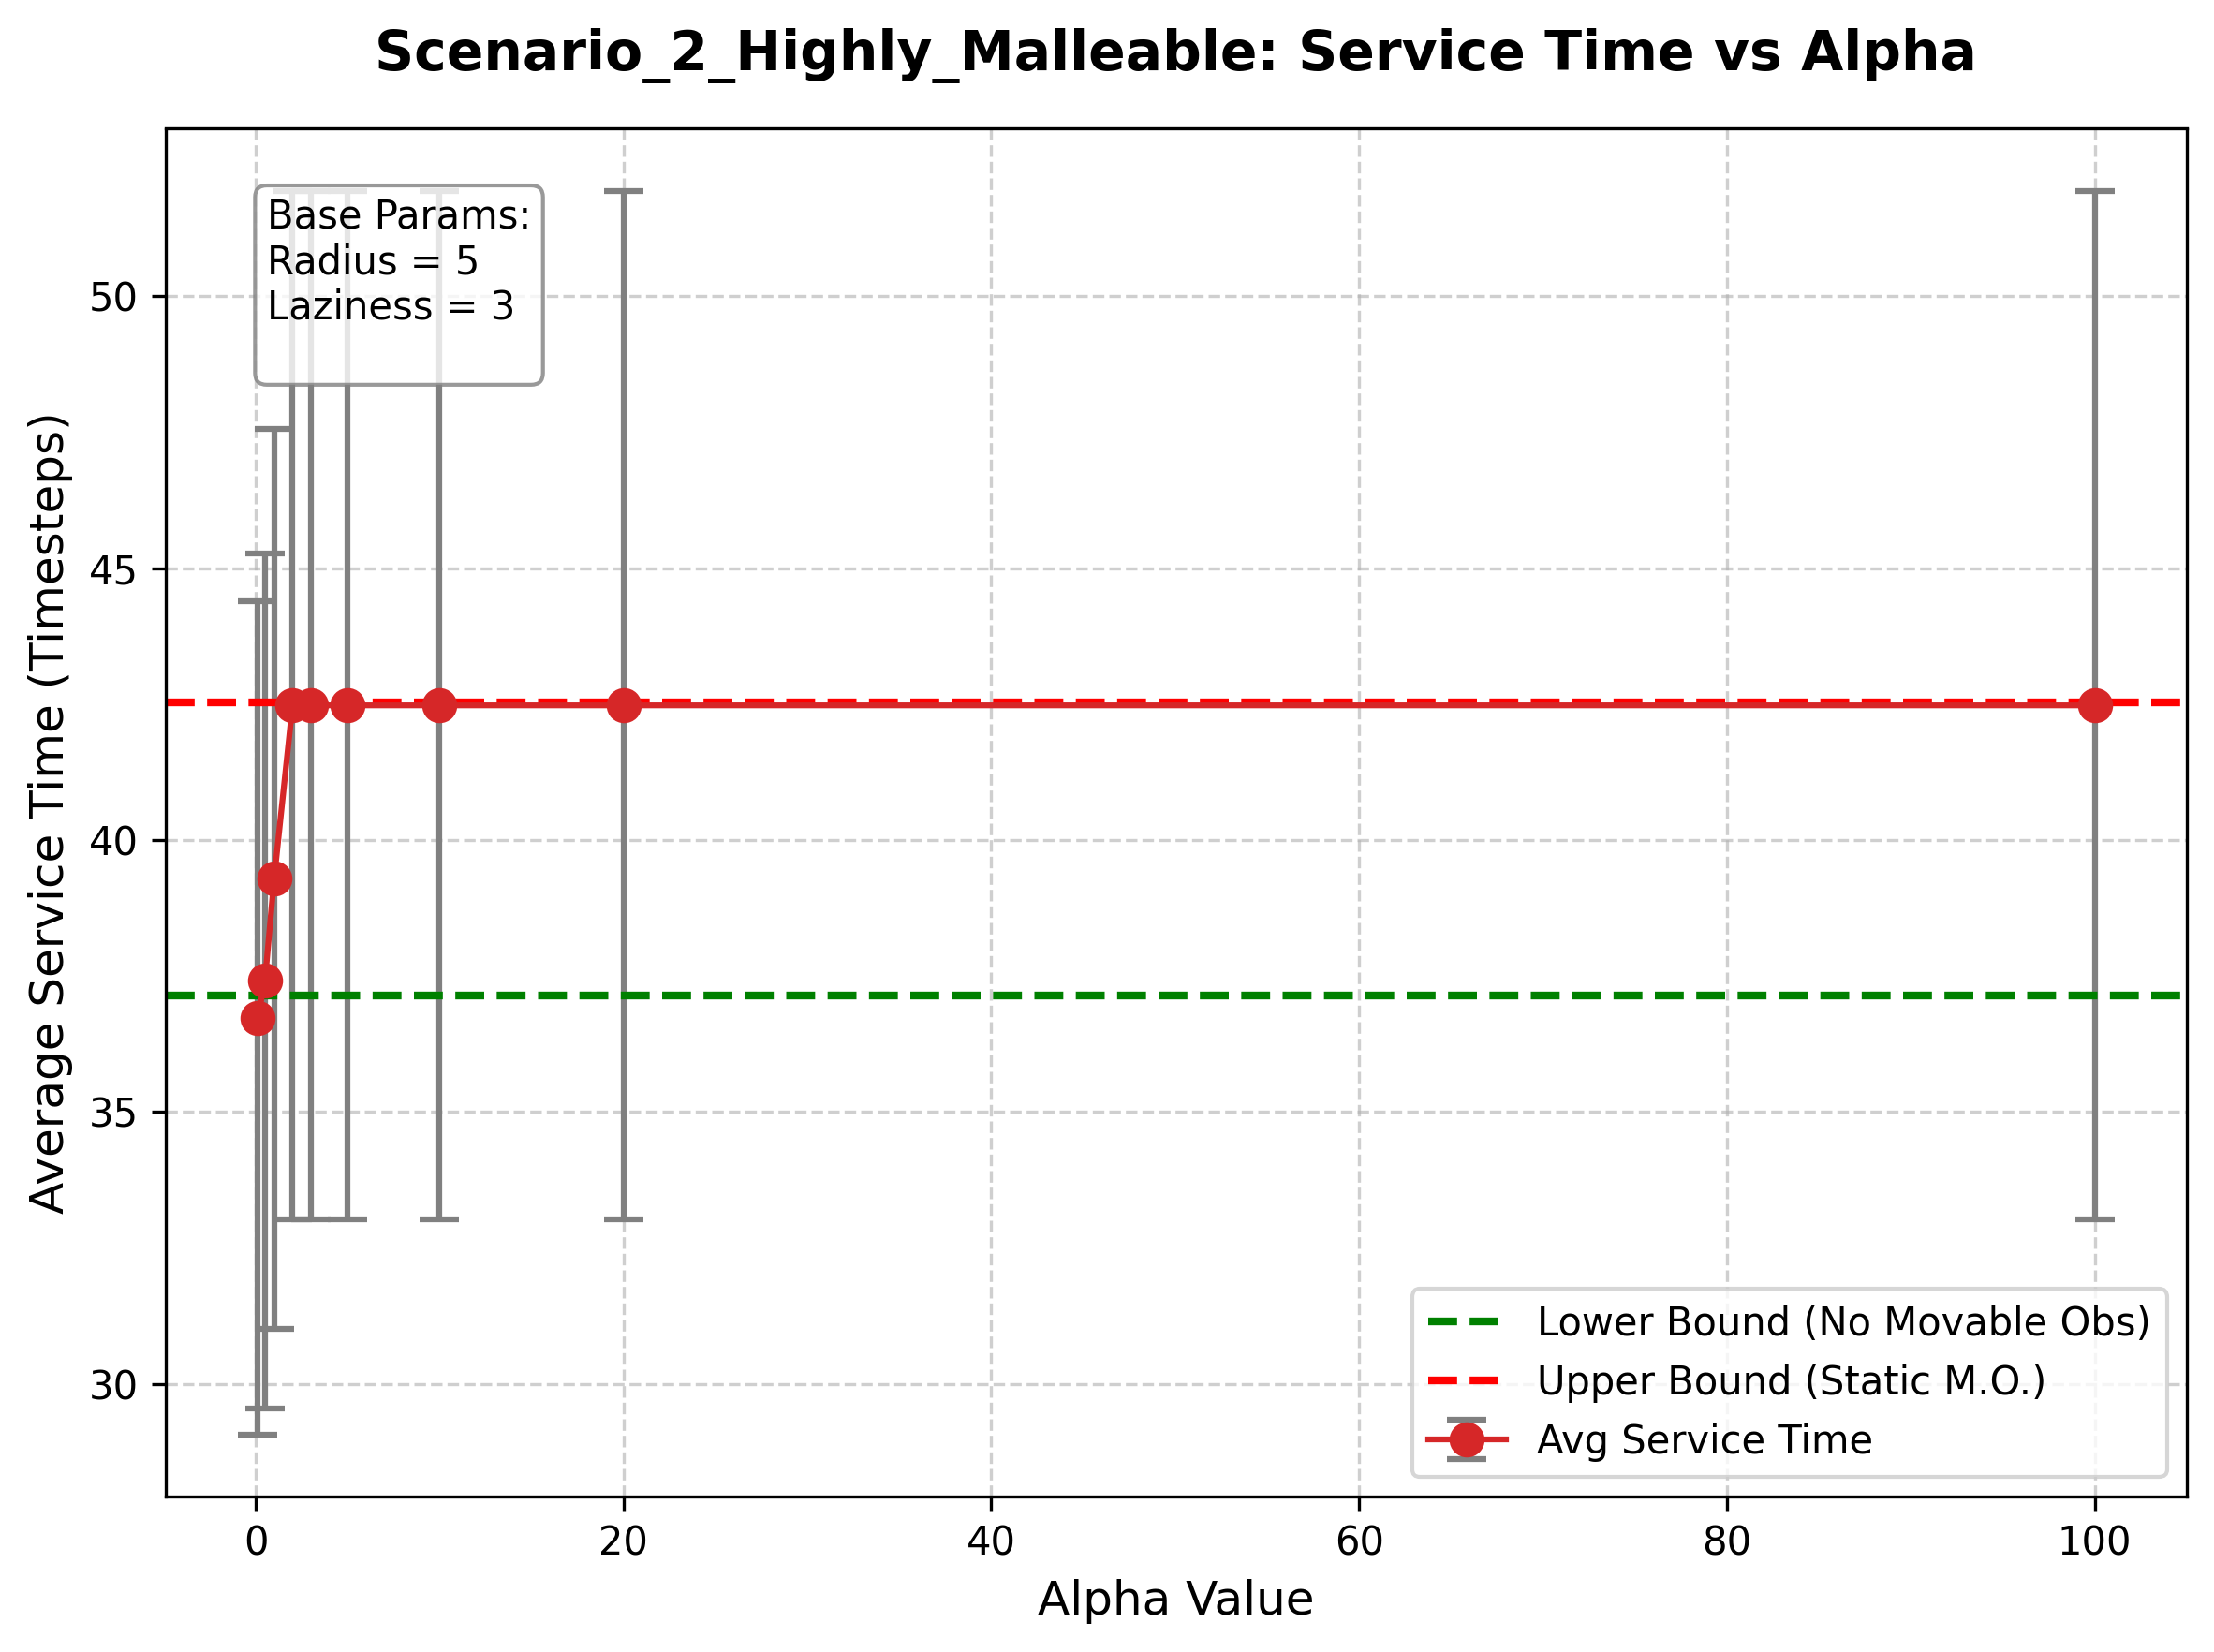 Scenario_2_Highly_Malleable: Service Time vs Alpha
Base Params:
Radius = 5
Laziness = 3
Average Service Time (Timesteps)
50
45
40
35
30
Lower Bound (No Movable Obs)
Upper Bound (Static M.O.)
Avg Service Time
0 20 40 60 80 100
Alpha Value